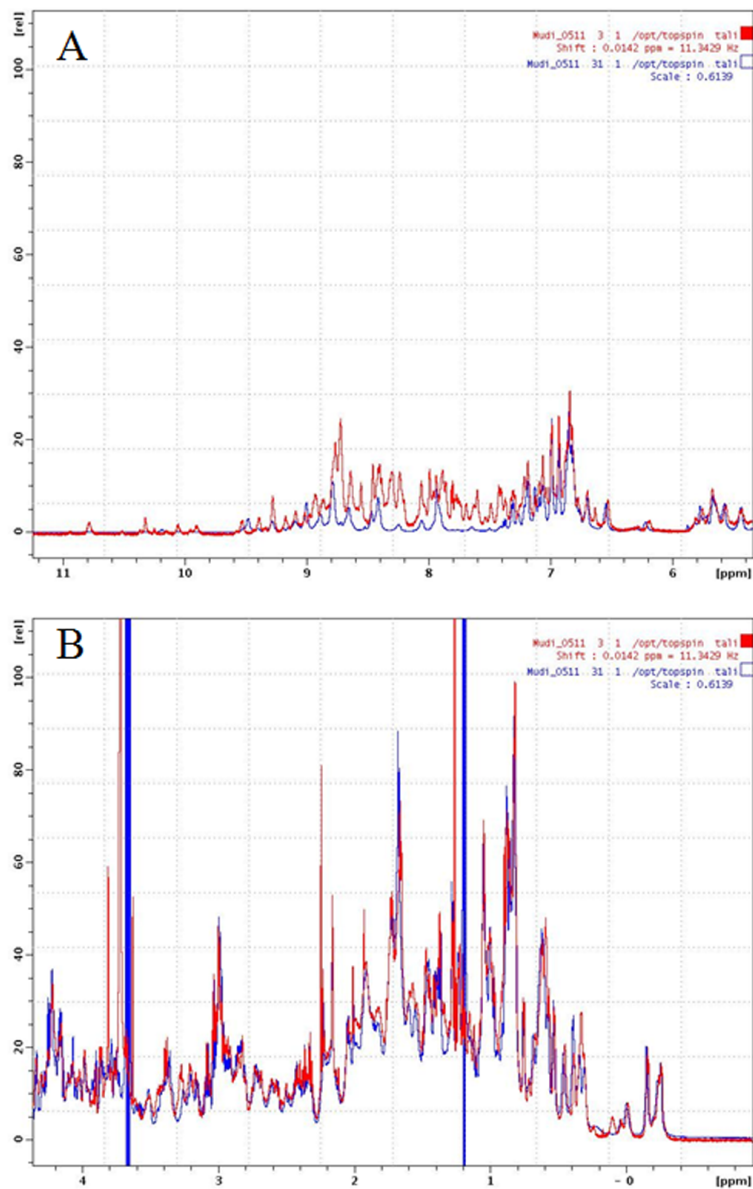 A
[rel]
Mudi_0511 3 1 /opt/topspin tali
Shift : 0.0142 ppm = 11.3429 Hz
Mudi_0511 31 1 /opt/topspin tali
Scale : 0.6139
100
80
60
40
20
0
11 10 9 8 7 6 [ppm]
B
[rel]
Mudi_0511 3 1 /opt/topspin tali
Shift : 0.0142 ppm = 11.3429 Hz
Mudi_0511 31 1 /opt/topspin tali
Scale : 0.6139
100
80
60
40
20
0
4 3 2 1 - 0 [ppm]